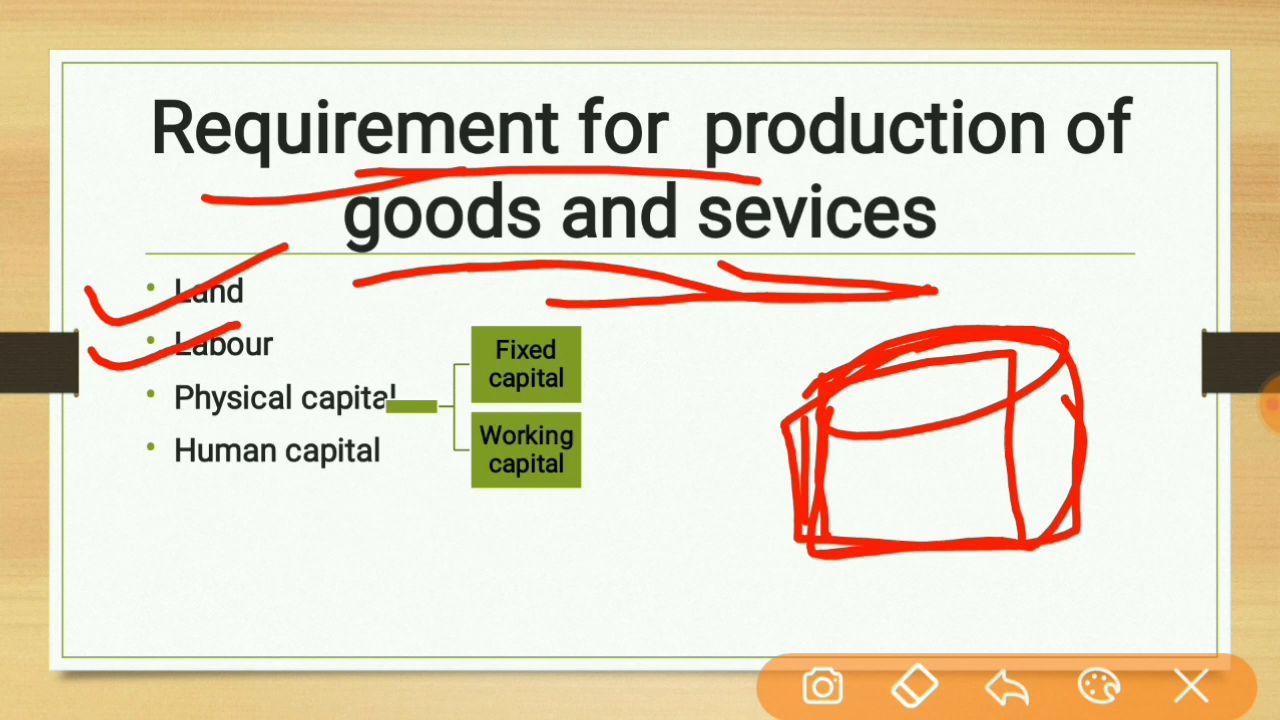 Requirement for production of
goods and sevices
• Land
• Labour
• Physical capital
• Human capital
Fixed
capital
Working
capital